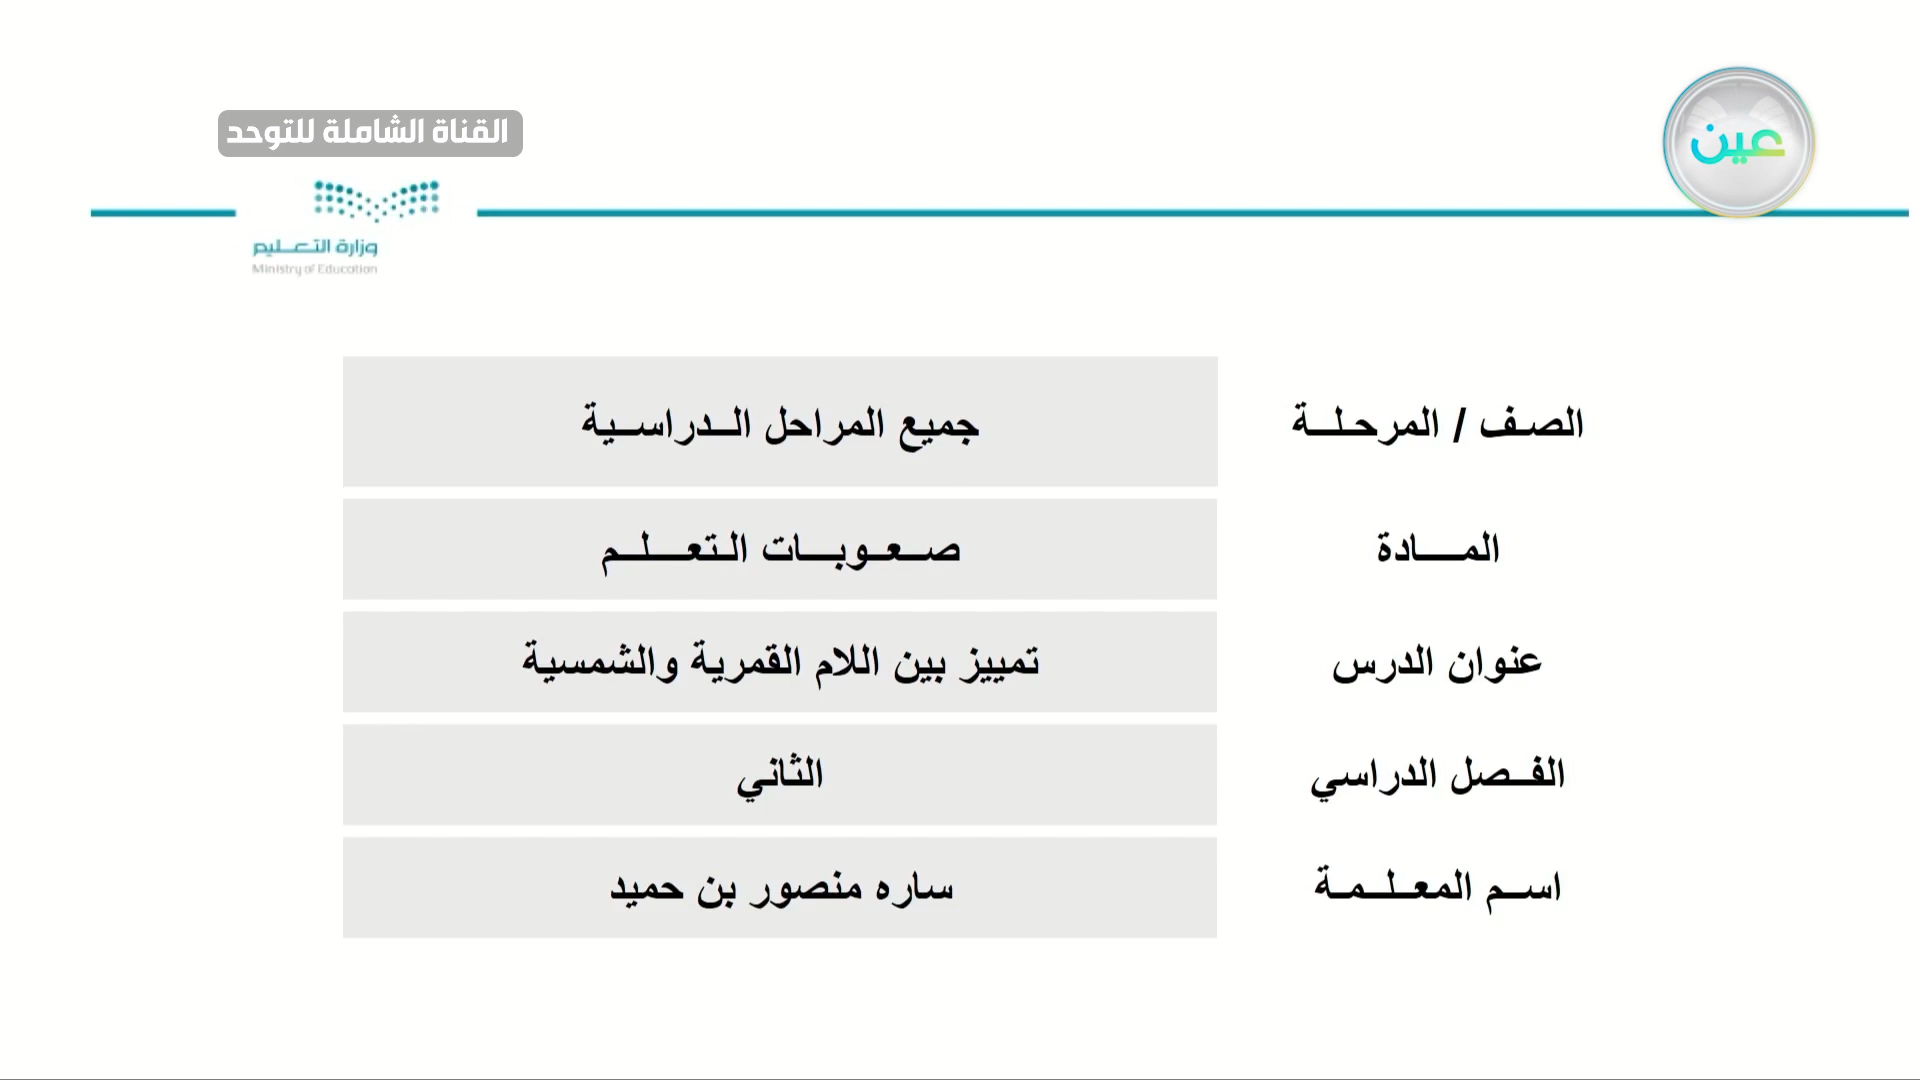 القناة الشاملة للتوحد
عين
وزارة التعليم
Ministry of Education
الصف / المرحلة جميع المراحل الدراسية
المادة صعوبات التعلم
عنوان الدرس تمييز بين اللام القمرية والشمسية
الفصل الدراسي الثاني
اسم المعلمة ساره منصور بن حميد